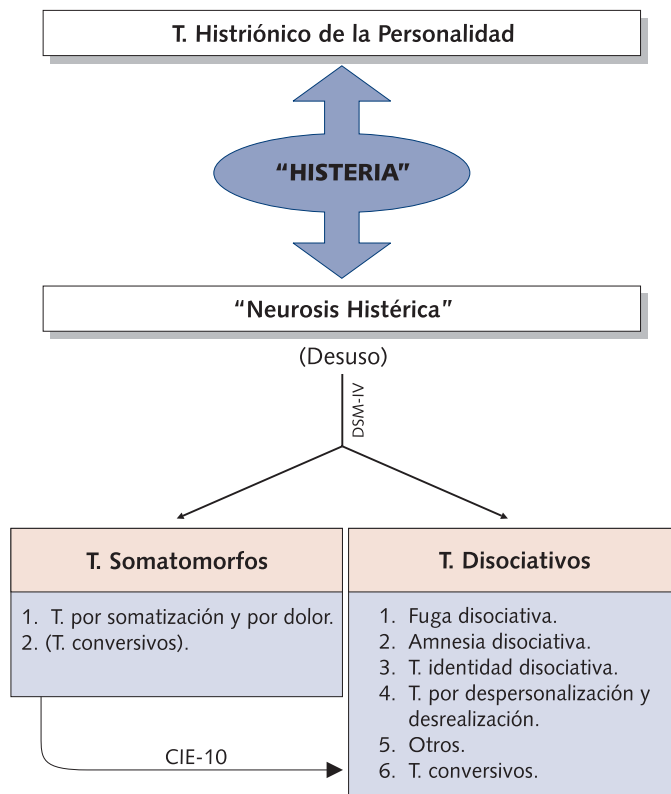 T. Histriónico de la Personalidad
“HISTERIA”
“Neurosis Histérica”
(Desuso)
DSM-IV
T. Somatomorfos
1. T. por somatización y por dolor.
2. (T. conversivos).
T. Disociativos
1. Fuga disociativa.
2. Amnesia disociativa.
3. T. identidad disociativa.
4. T. por despersonalización y
desrealización.
5. Otros.
6. T. conversivos.
CIE-10